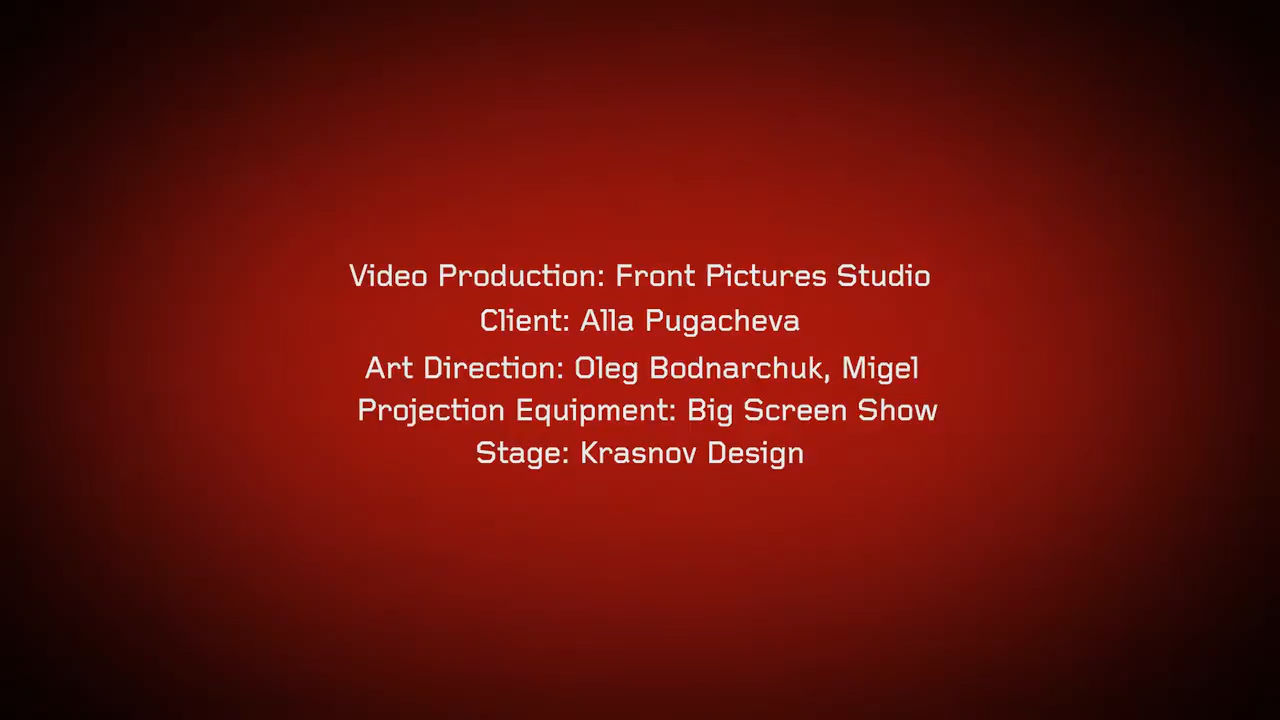 Video Production: Front Pictures Studio
Client: Alla Pugacheva
Art Direction: Oleg Bodnarchuk, Migel
Projection Equipment: Big Screen Show
Stage: Krasnov Design